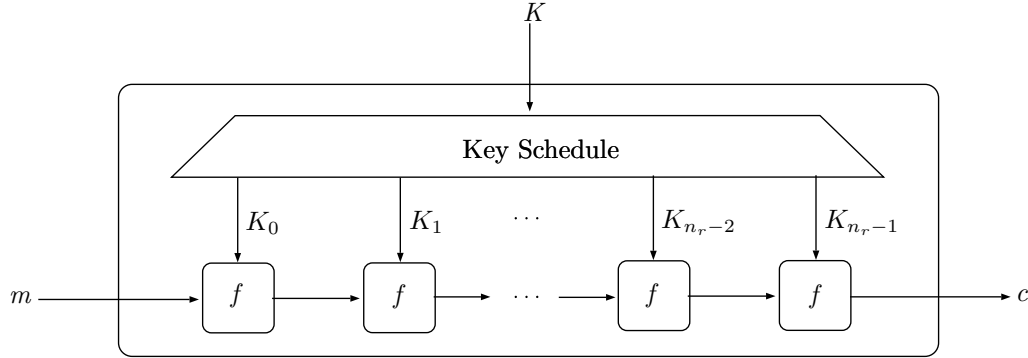 K
Key Schedule
K_0 K_1 ... K_{n_r-2} K_{n_r-1}
m f f ... f f c